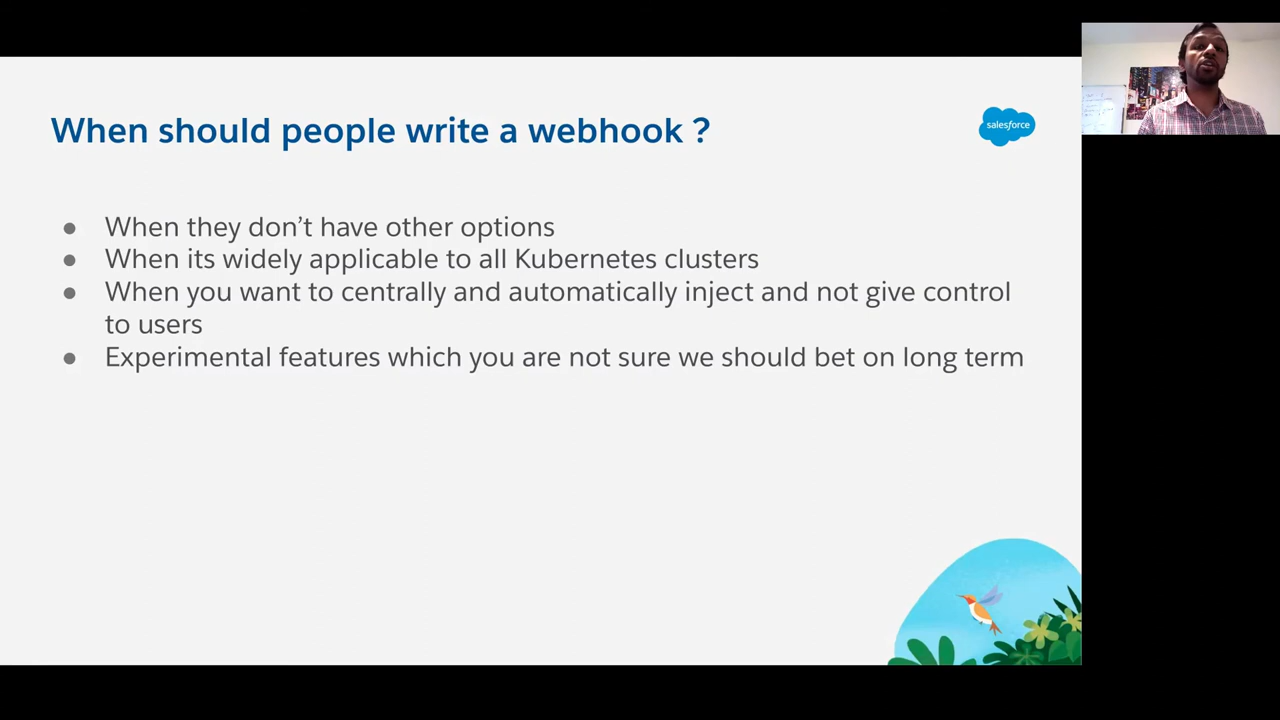 When should people write a webhook ?
salesforce
When they don't have other options
When its widely applicable to all Kubernetes clusters
When you want to centrally and automatically inject and not give control
to users
Experimental features which you are not sure we should bet on long term